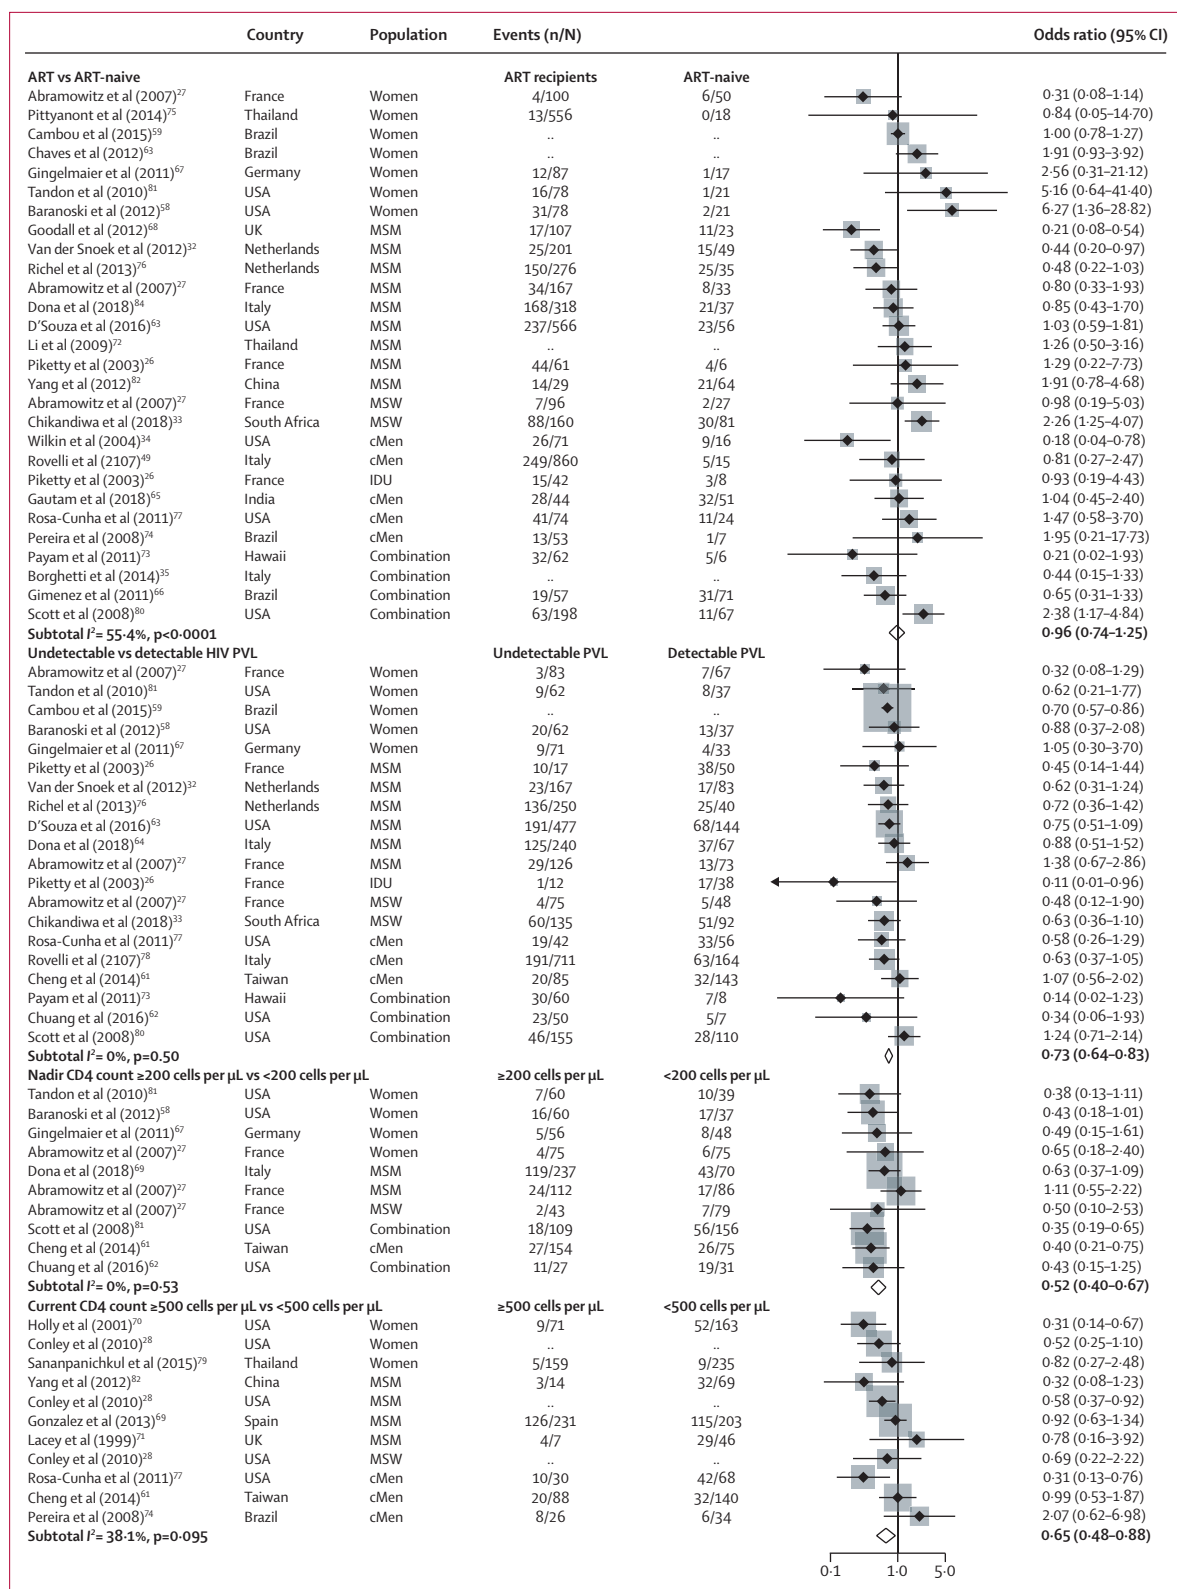 Country Population Events (n/N) Odds ratio (95% CI)
ART vs ART-naive ART recipients ART-naive
Abramowitz et al (2007)27 France Women 4/100 6/50 0·31 (0·08–1·14)
Pittyanont et al (2014)75 Thailand Women 13/556 0/18 0·84 (0·05–14·70)
Cambou et al (2015)59 Brazil Women .. .. 1·00 (0·78–1·27)
Chaves et al (2012)63 Brazil Women .. .. 1·91 (0·93–3·92)
Gingelmaier et al (2011)67 Germany Women 12/87 1/17 2·56 (0·31–21·12)
Tandon et al (2010)81 USA Women 16/78 1/21 5·16 (0·64–41·40)
Baranoski et al (2012)58 USA Women 31/78 2/21 6·27 (1·36–28·82)
Goodall et al (2012)68 UK MSM 17/107 11/23 0·21 (0·08–0·54)
Van der Snoek et al (2012)32 Netherlands MSM 25/201 15/49 0·44 (0·20–0·97)
Richel et al (2013)76 Netherlands MSM 150/276 25/35 0·48 (0·22–1·03)
Abramowitz et al (2007)27 France MSM 34/167 8/33 0·80 (0·33–1·93)
Dona et al (2018)84 Italy MSM 168/318 21/37 0·85 (0·43–1·70)
D'Souza et al (2016)63 USA MSM 237/566 23/56 1·03 (0·59–1·81)
Li et al (2009)72 Thailand MSM .. .. 1·26 (0·50–3·16)
Piketty et al (2003)26 France MSM 44/61 4/6 1·29 (0·22–7·73)
Yang et al (2012)82 China MSM 14/29 21/64 1·91 (0·78–4·68)
Abramowitz et al (2007)27 France MSW 7/96 2/27 0·98 (0·19–5·03)
Chikandiwa et al (2018)33 South Africa MSW 88/160 30/81 2·26 (1·25–4·07)
Wilkin et al (2004)34 USA cMen 26/71 9/16 0·18 (0·04–0·78)
Rovelli et al (2107)49 Italy cMen 249/860 5/15 0·81 (0·27–2·47)
Piketty et al (2003)26 France IDU 15/42 3/8 0·93 (0·19–4·43)
Gautam et al (2018)65 India cMen 28/44 32/51 1·04 (0·45–2·40)
Rosa-Cunha et al (2011)77 USA cMen 41/74 11/24 1·47 (0·58–3·70)
Pereira et al (2008)74 Brazil cMen 13/53 1/7 1·95 (0·21–17·73)
Payam et al (2011)73 Hawaii Combination 32/62 5/6 0·21 (0·02–1·93)
Borghetti et al (2014)35 Italy Combination .. .. 0·44 (0·15–1·33)
Gimenez et al (2011)66 Brazil Combination 19/57 31/71 0·65 (0·31–1·33)
Scott et al (2008)80 USA Combination 63/198 11/67 2·38 (1·17–4·84)
Subtotal I²= 55·4%, p<0·0001 0·96 (0·74–1·25)
Undetectable vs detectable HIV PVL Undetectable PVL Detectable PVL
Abramowitz et al (2007)27 France Women 3/83 7/67 0·32 (0·08–1·29)
Tandon et al (2010)81 USA Women 9/62 8/37 0·62 (0·21–1·77)
Cambou et al (2015)59 Brazil Women .. .. 0·70 (0·57–0·86)
Baranoski et al (2012)58 USA Women 20/62 13/37 0·88 (0·37–2·08)
Gingelmaier et al (2011)67 Germany Women 9/71 4/33 1·05 (0·30–3·70)
Piketty et al (2003)26 France MSM 10/17 38/50 0·45 (0·14–1·44)
Van der Snoek et al (2012)32 Netherlands MSM 23/167 17/83 0·62 (0·31–1·24)
Richel et al (2013)76 Netherlands MSM 136/250 25/40 0·72 (0·36–1·42)
D'Souza et al (2016)63 USA MSM 191/477 68/144 0·75 (0·51–1·09)
Dona et al (2018)64 Italy MSM 125/240 37/67 0·88 (0·51–1·52)
Abramowitz et al (2007)27 France MSM 29/126 13/73 1·38 (0·67–2·86)
Piketty et al (2003)26 France IDU 1/12 17/38 0·11 (0·01–0·96)
Abramowitz et al (2007)27 France MSW 4/75 5/48 0·48 (0·12–1·90)
Chikandiwa et al (2018)33 South Africa MSW 60/135 51/92 0·63 (0·36–1·10)
Rosa-Cunha et al (2011)77 USA cMen 19/42 33/56 0·58 (0·26–1·29)
Rovelli et al (2107)78 Italy cMen 191/711 63/164 0·63 (0·37–1·05)
Cheng et al (2014)61 Taiwan cMen 20/85 32/143 1·07 (0·56–2·02)
Payam et al (2011)73 Hawaii Combination 30/60 7/8 0·14 (0·02–1·23)
Chuang et al (2016)62 USA Combination 23/50 5/7 0·34 (0·06–1·93)
Scott et al (2008)80 USA Combination 46/155 28/110 1·24 (0·71–2·14)
Subtotal I²= 0%, p=0.50 0·73 (0·64–0·83)
Nadir CD4 count ≥200 cells per μL vs <200 cells per μL ≥200 cells per μL <200 cells per μL
Tandon et al (2010)81 USA Women 7/60 10/39 0·38 (0·13–1·11)
Baranoski et al (2012)58 USA Women 16/60 17/37 0·43 (0·18–1·01)
Gingelmaier et al (2011)67 Germany Women 5/56 8/48 0·49 (0·15–1·61)
Abramowitz et al (2007)27 France Women 4/75 6/75 0·65 (0·18–2·40)
Dona et al (2018)69 Italy MSM 119/237 43/70 0·63 (0·37–1·09)
Abramowitz et al (2007)27 France MSM 24/112 17/86 1·11 (0·55–2·22)
Abramowitz et al (2007)27 France MSW 2/43 7/79 0·50 (0·10–2·53)
Scott et al (2008)81 USA Combination 18/109 56/156 0·35 (0·19–0·65)
Cheng et al (2014)61 Taiwan cMen 27/154 26/75 0·40 (0·21–0·75)
Chuang et al (2016)62 USA Combination 11/27 19/31 0·43 (0·15–1·25)
Subtotal I²= 0%, p=0·53 0·52 (0·40–0·67)
Current CD4 count ≥500 cells per μL vs <500 cells per μL ≥500 cells per μL <500 cells per μL
Holly et al (2001)70 USA Women 9/71 52/163 0·31 (0·14–0·67)
Conley et al (2010)28 USA Women .. .. 0·52 (0·25–1·10)
Sananpanichkul et al (2015)79 Thailand Women 5/159 9/235 0·82 (0·27–2·48)
Yang et al (2012)82 China MSM 3/14 32/69 0·32 (0·08–1·23)
Conley et al (2010)28 USA MSM .. .. 0·58 (0·37–0·92)
Gonzalez et al (2013)69 Spain MSM 126/231 115/203 0·92 (0·63–1·34)
Lacey et al (1999)71 UK MSM 4/7 29/46 0·78 (0·16–3·92)
Conley et al (2010)28 USA MSW .. .. 0·69 (0·22–2·22)
Rosa-Cunha et al (2011)77 USA cMen 10/30 42/68 0·31 (0·13–0·76)
Cheng et al (2014)61 Taiwan cMen 20/88 32/140 0·99 (0·53–1·87)
Pereira et al (2008)74 Brazil cMen 8/26 6/34 2·07 (0·62–6·98)
Subtotal I²= 38·1%, p=0·095 0·65 (0·48–0·88)
0·1 1·0 5·0